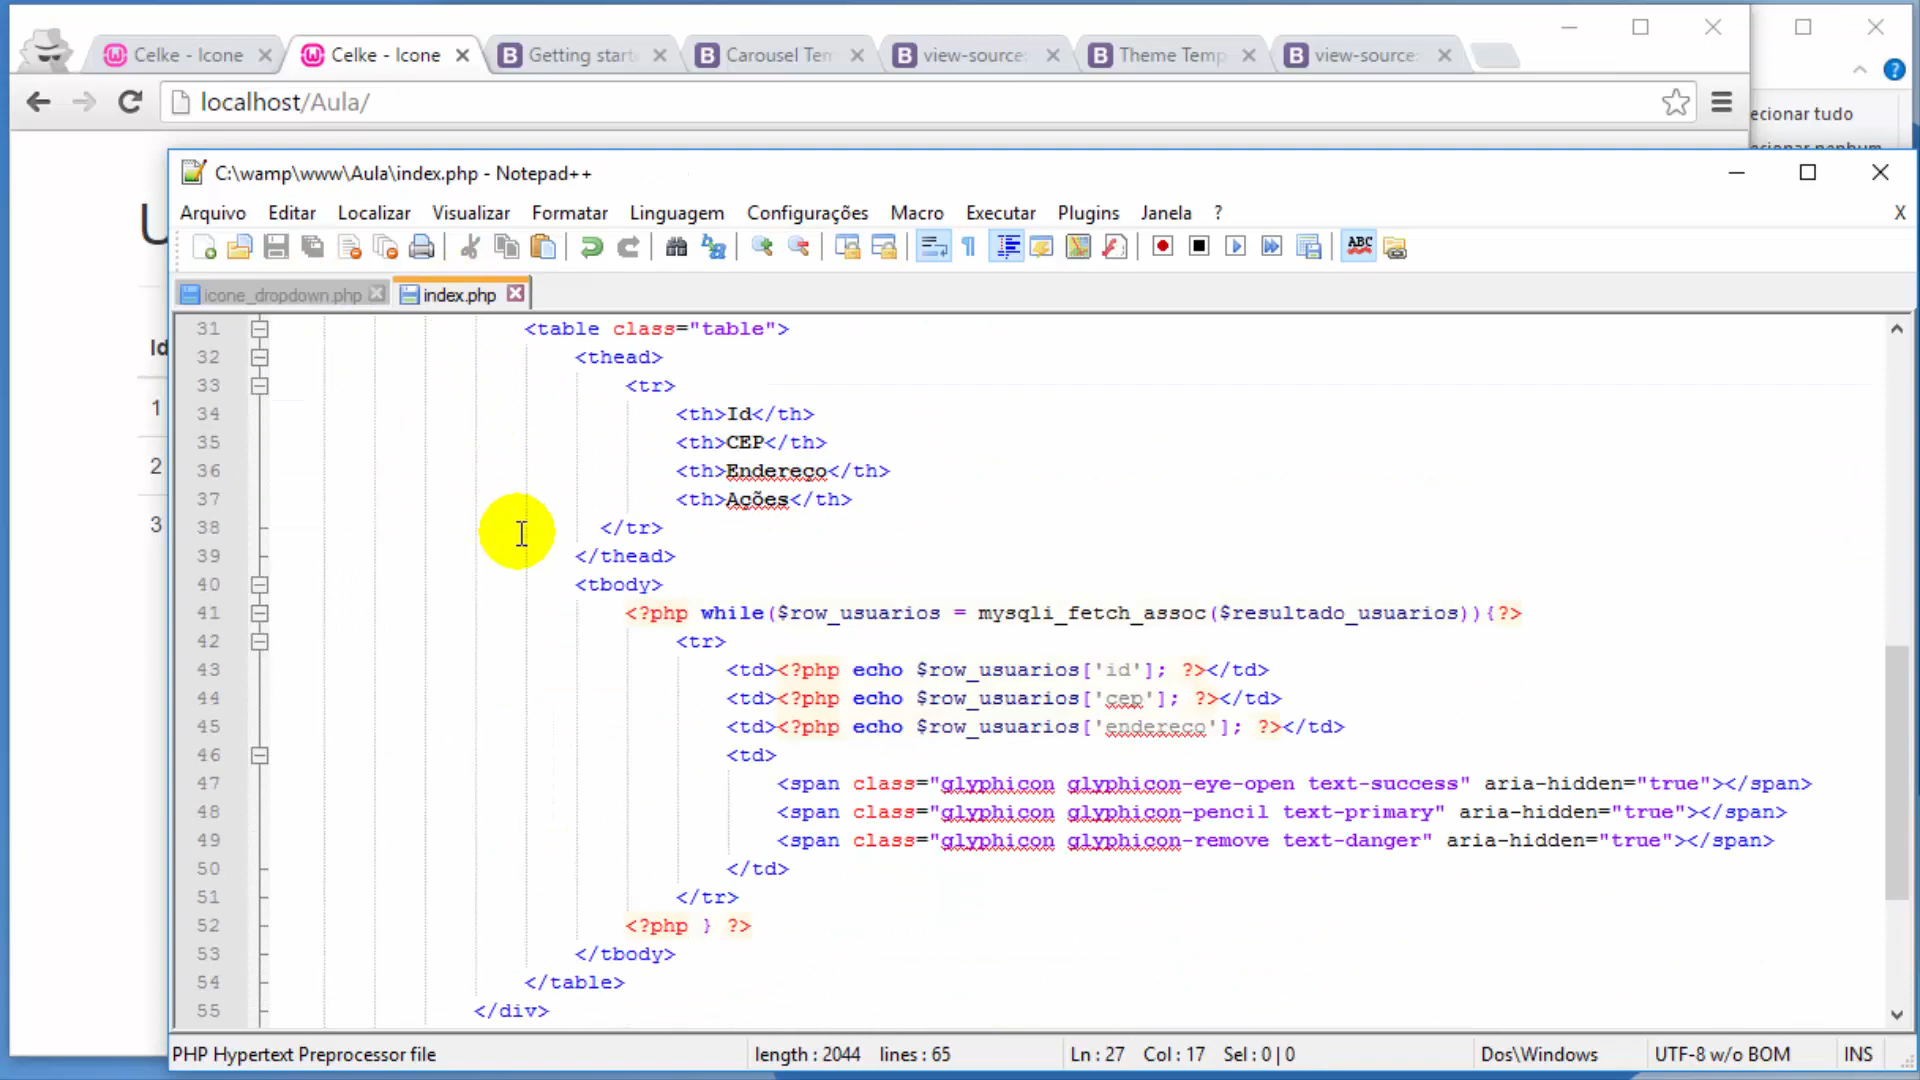 Celke - Icone
Celke - Icone
Getting start
Carousel Tem
view-source:
Theme Temp
view-source:
localhost/Aula/
ecionar tudo
ecionar nenhum
U
Id
1
2
3
C:\wamp\www\Aula\index.php - Notepad++
Arquivo Editar Localizar Visualizar Formatar Linguagem Configurações Macro Executar Plugins Janela ? X
icone_dropdown.php
index.php
31 <table class="table">
32 <thead>
33 <tr>
34 <th>Id</th>
35 <th>CEP</th>
36 <th>Endereço</th>
37 <th>Ações</th>
38 </tr>
39 </thead>
40 <tbody>
41 <?php while($row_usuarios = mysqli_fetch_assoc($resultado_usuarios)){?>
42 <tr>
43 <td><?php echo $row_usuarios['id']; ?></td>
44 <td><?php echo $row_usuarios['cep']; ?></td>
45 <td><?php echo $row_usuarios['endereco']; ?></td>
46 <td>
47 <span class="glyphicon glyphicon-eye-open text-success" aria-hidden="true"></span>
48 <span class="glyphicon glyphicon-pencil text-primary" aria-hidden="true"></span>
49 <span class="glyphicon glyphicon-remove text-danger" aria-hidden="true"></span>
50 </td>
51 </tr>
52 <?php } ?>
53 </tbody>
54 </table>
55 </div>
PHP Hypertext Preprocessor file length : 2044 lines : 65 Ln : 27 Col : 17 Sel : 0 | 0 Dos\Windows UTF-8 w/o BOM INS